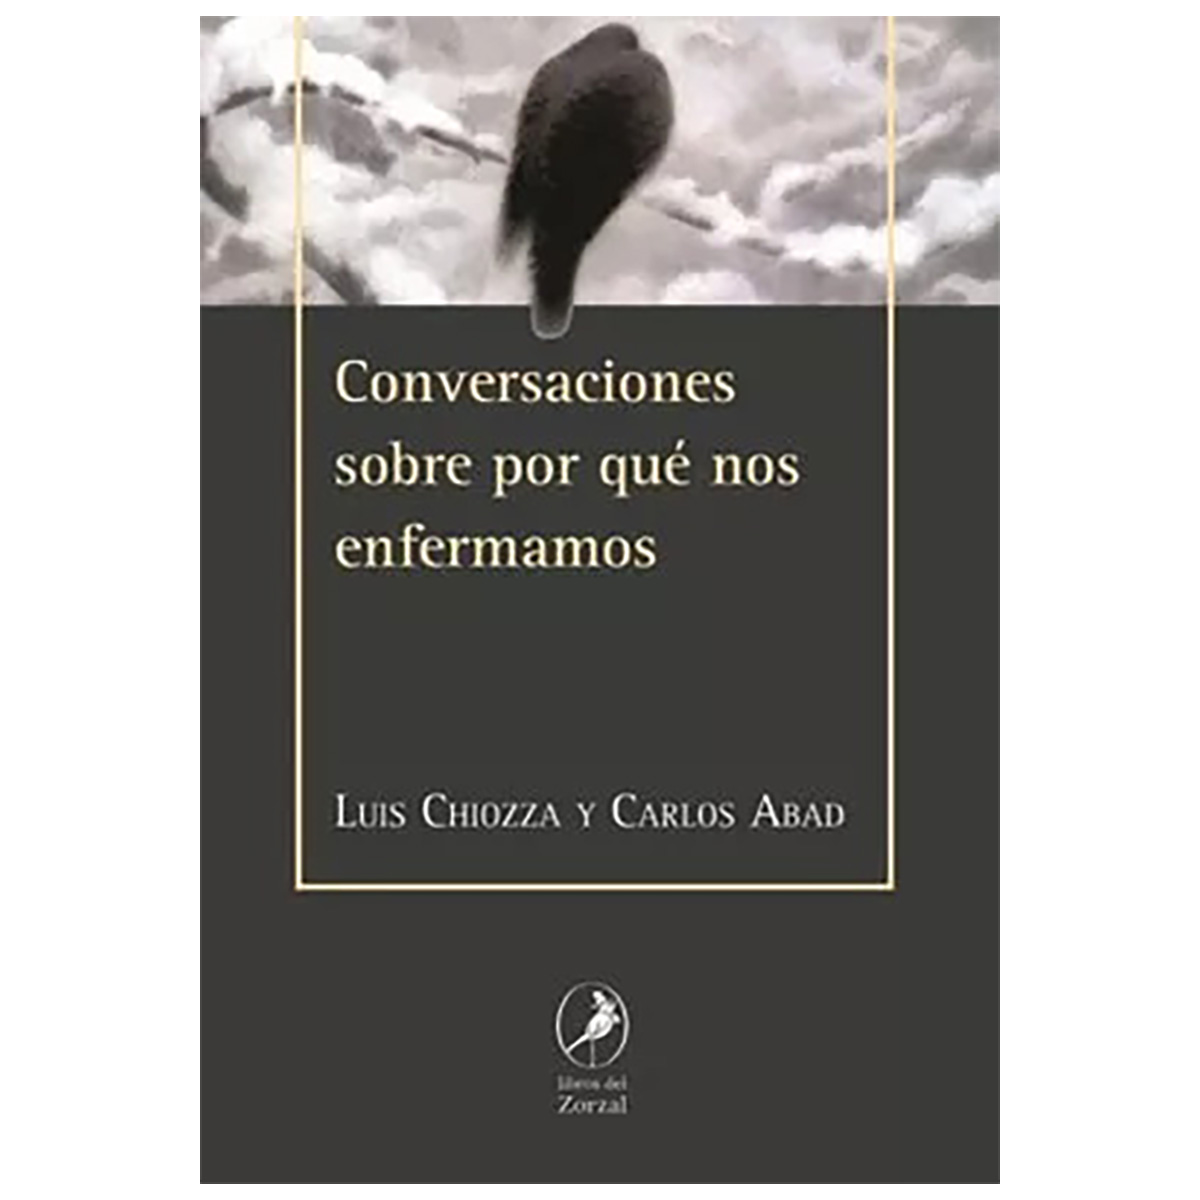 Conversaciones
sobre por qué nos
enfermamos
LUIS CHIOZZA Y CARLOS ABAD
libros del
Zorzal